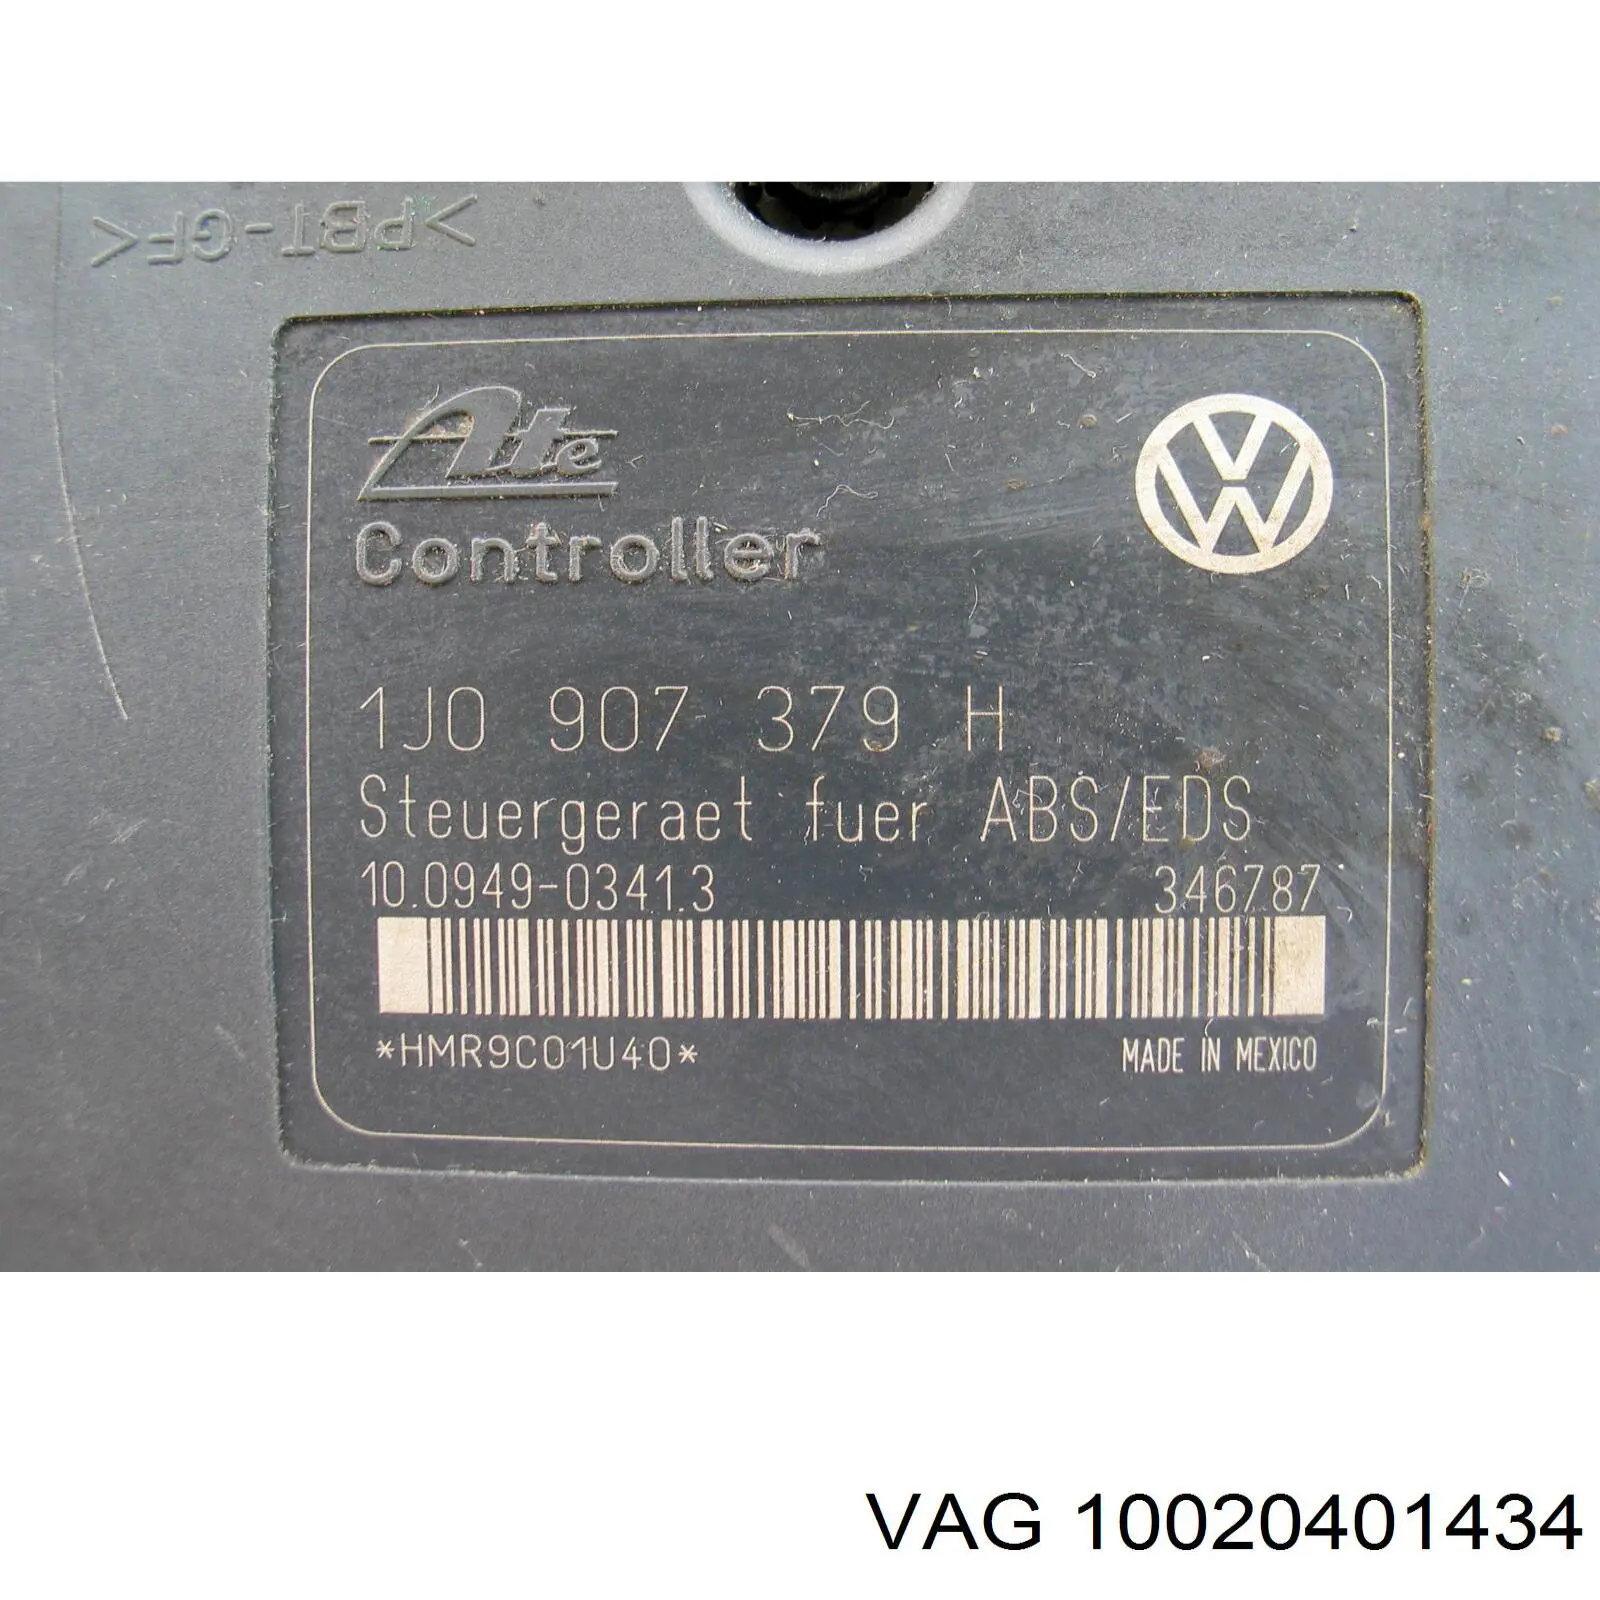 >PBT-GF<
Ate
Controller
VW
1J0 907 379 H
Steuergeraet fuer ABS/EDS
10.0949-0341.3 346787
*HMR9C01U40*
MADE IN MEXICO
VAG 10020401434